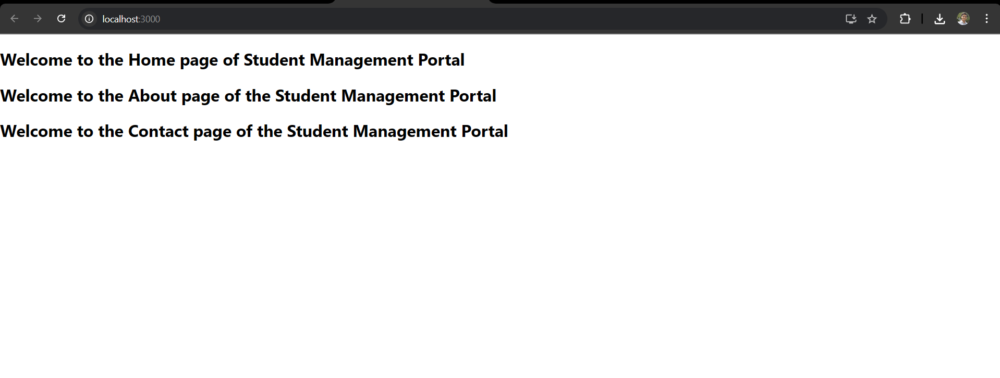 localhost:3000
Welcome to the Home page of Student Management Portal
Welcome to the About page of the Student Management Portal
Welcome to the Contact page of the Student Management Portal